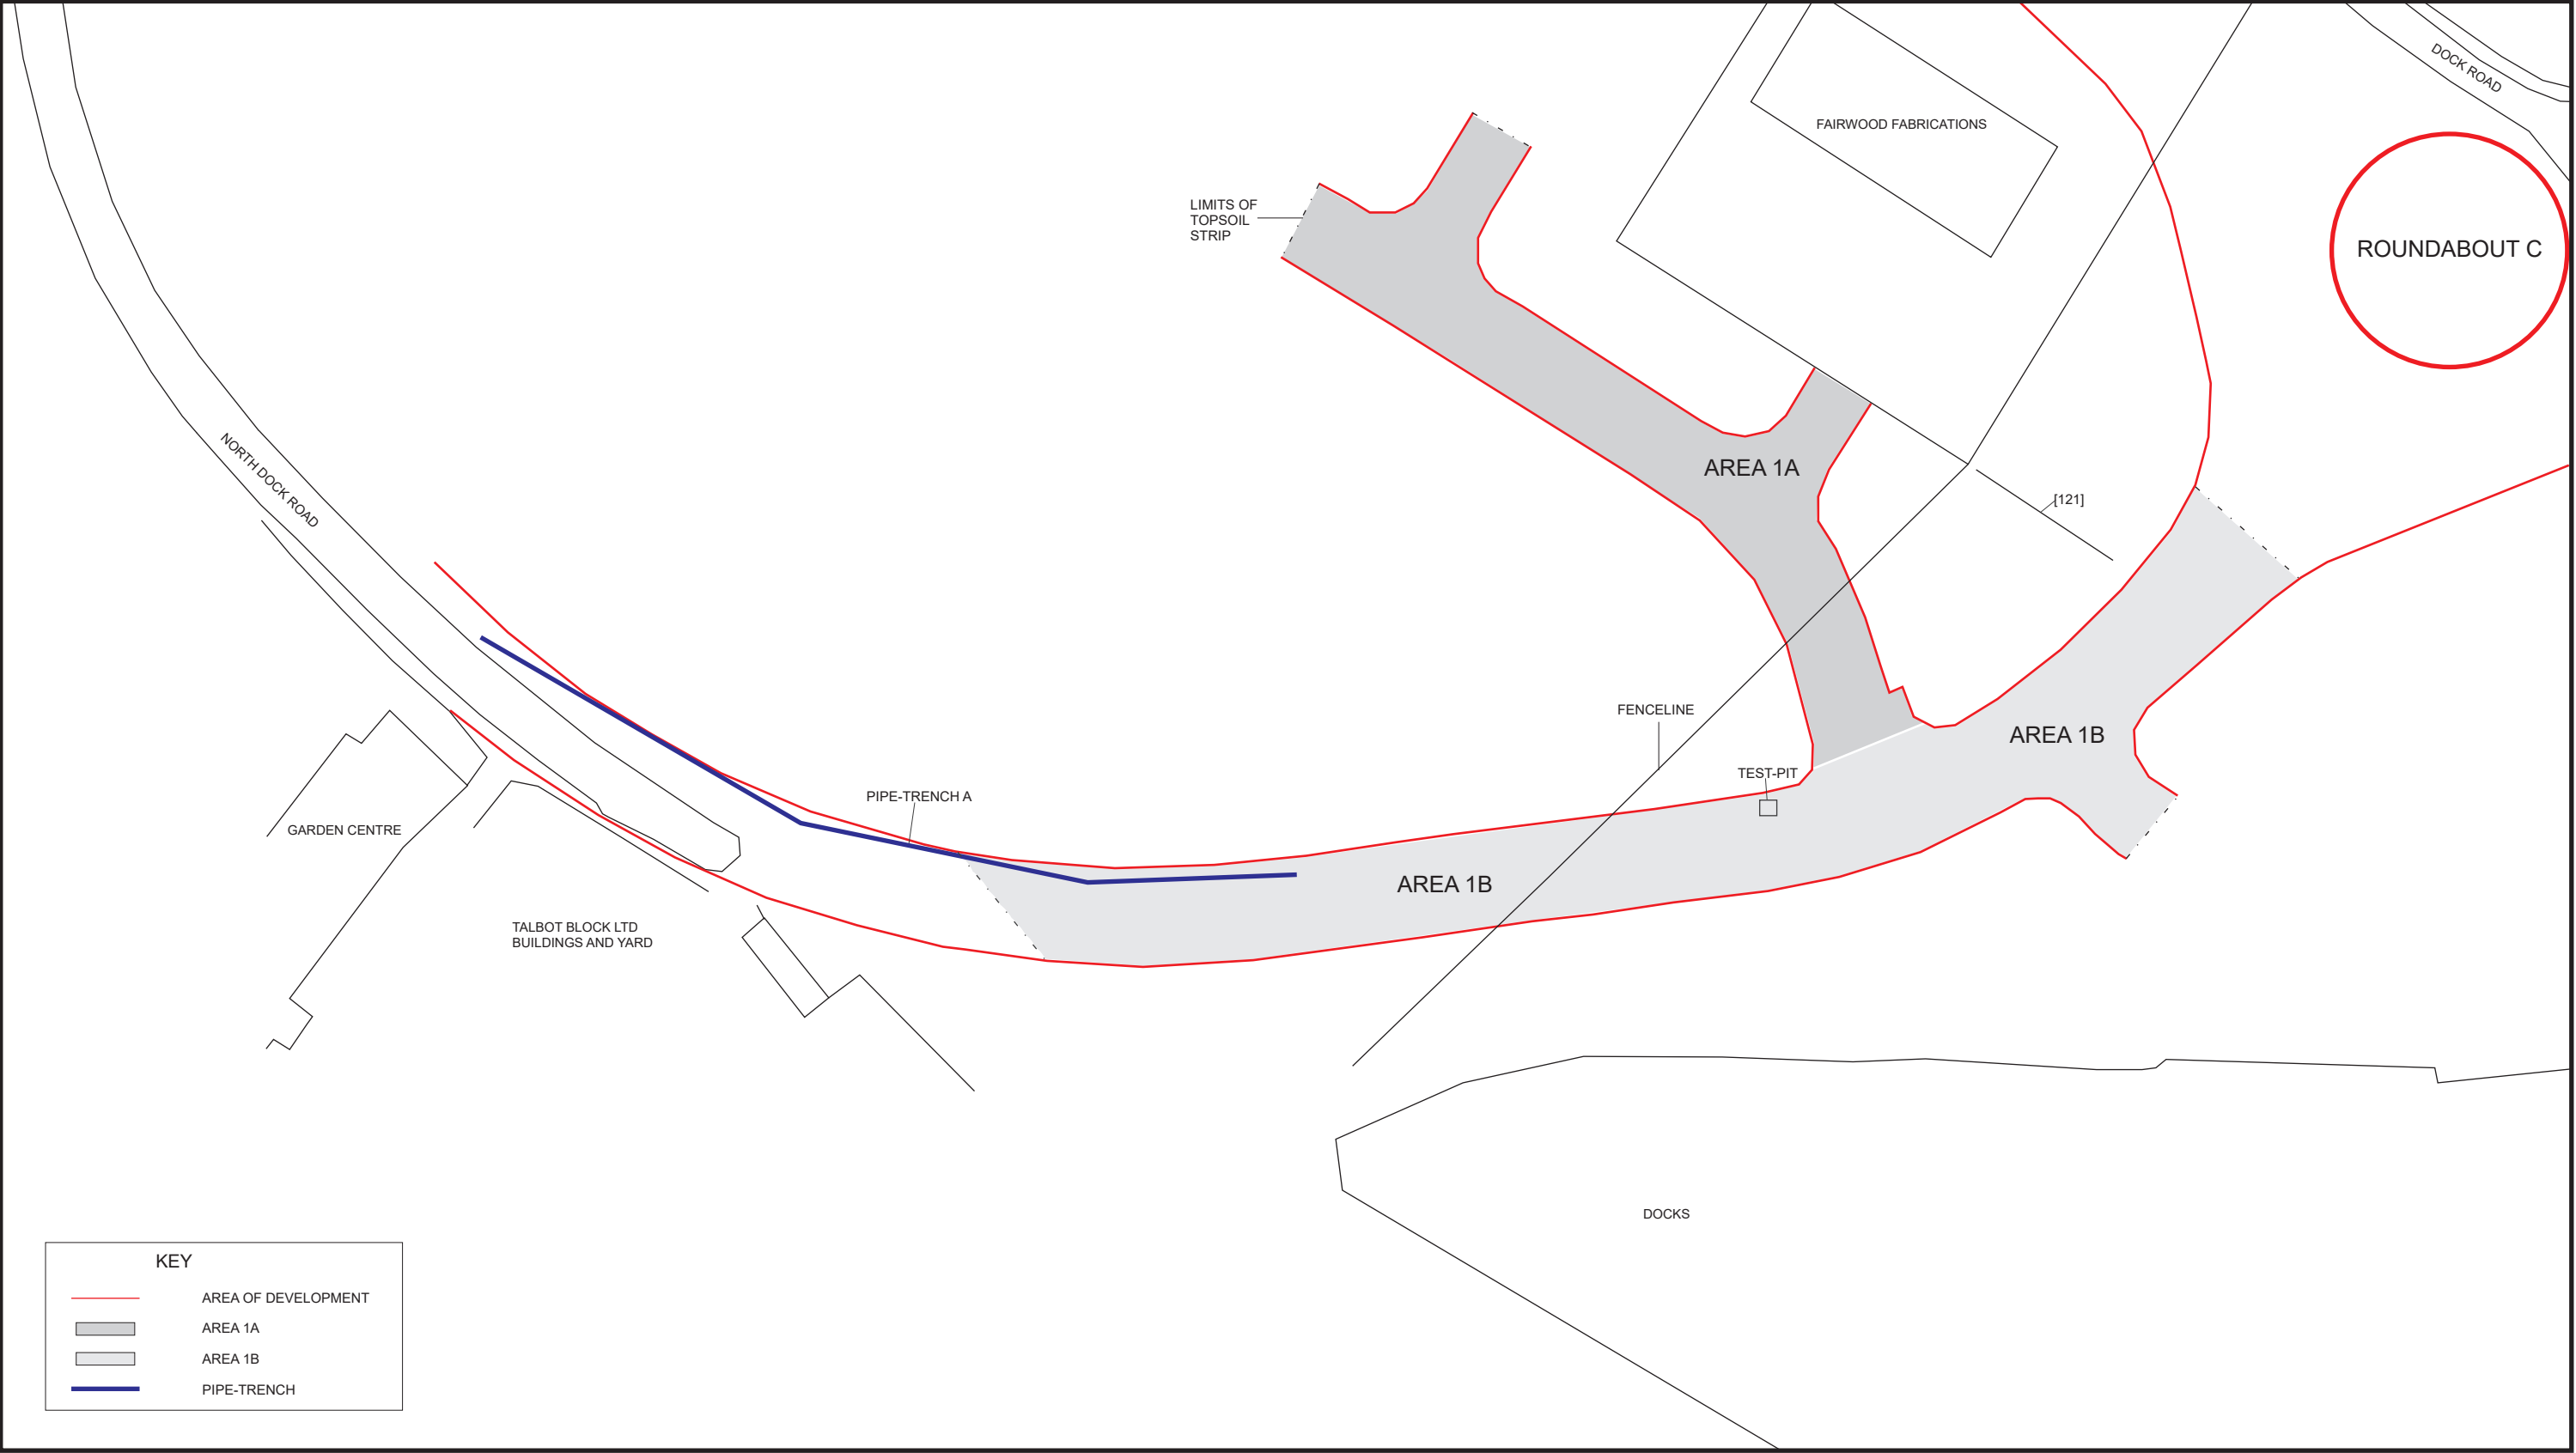 DOCK ROAD
FAIRWOOD FABRICATIONS
LIMITS OF
TOPSOIL
STRIP
ROUNDABOUT C
NORTH DOCK ROAD
AREA 1A
[121]
FENCELINE
AREA 1B
TEST-PIT
PIPE-TRENCH A
GARDEN CENTRE
AREA 1B
TALBOT BLOCK LTD
BUILDINGS AND YARD
DOCKS
KEY
AREA OF DEVELOPMENT
AREA 1A
AREA 1B
PIPE-TRENCH